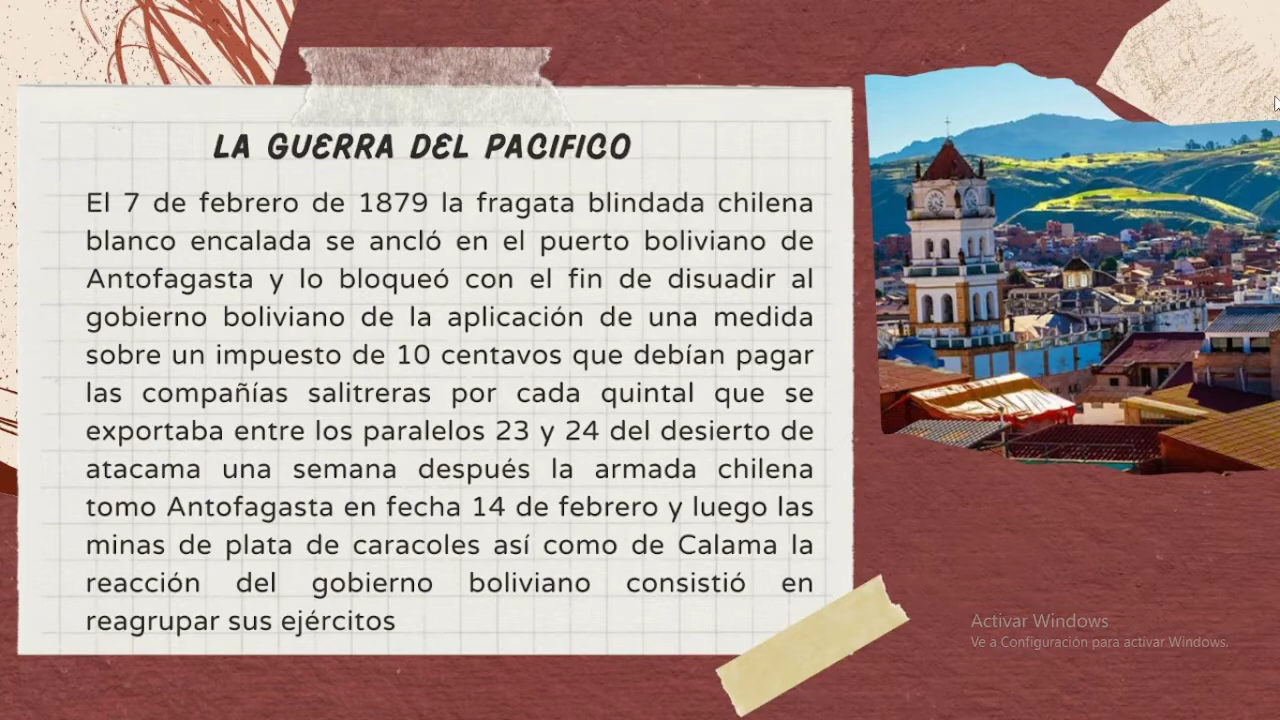 LA GUERRA DEL PACIFICO
El 7 de febrero de 1879 la fragata blindada chilena
blanco encalada se ancló en el puerto boliviano de
Antofagasta y lo bloqueó con el fin de disuadir al
gobierno boliviano de la aplicación de una medida
sobre un impuesto de 10 centavos que debían pagar
las compañías salitreras por cada quintal que se
exportaba entre los paralelos 23 y 24 del desierto de
atacama una semana después la armada chilena
tomo Antofagasta en fecha 14 de febrero y luego las
minas de plata de caracoles así como de Calama la
reacción del gobierno boliviano consistió en
reagrupar sus ejércitos
Activar Windows
Ve a Configuración para activar Windows.